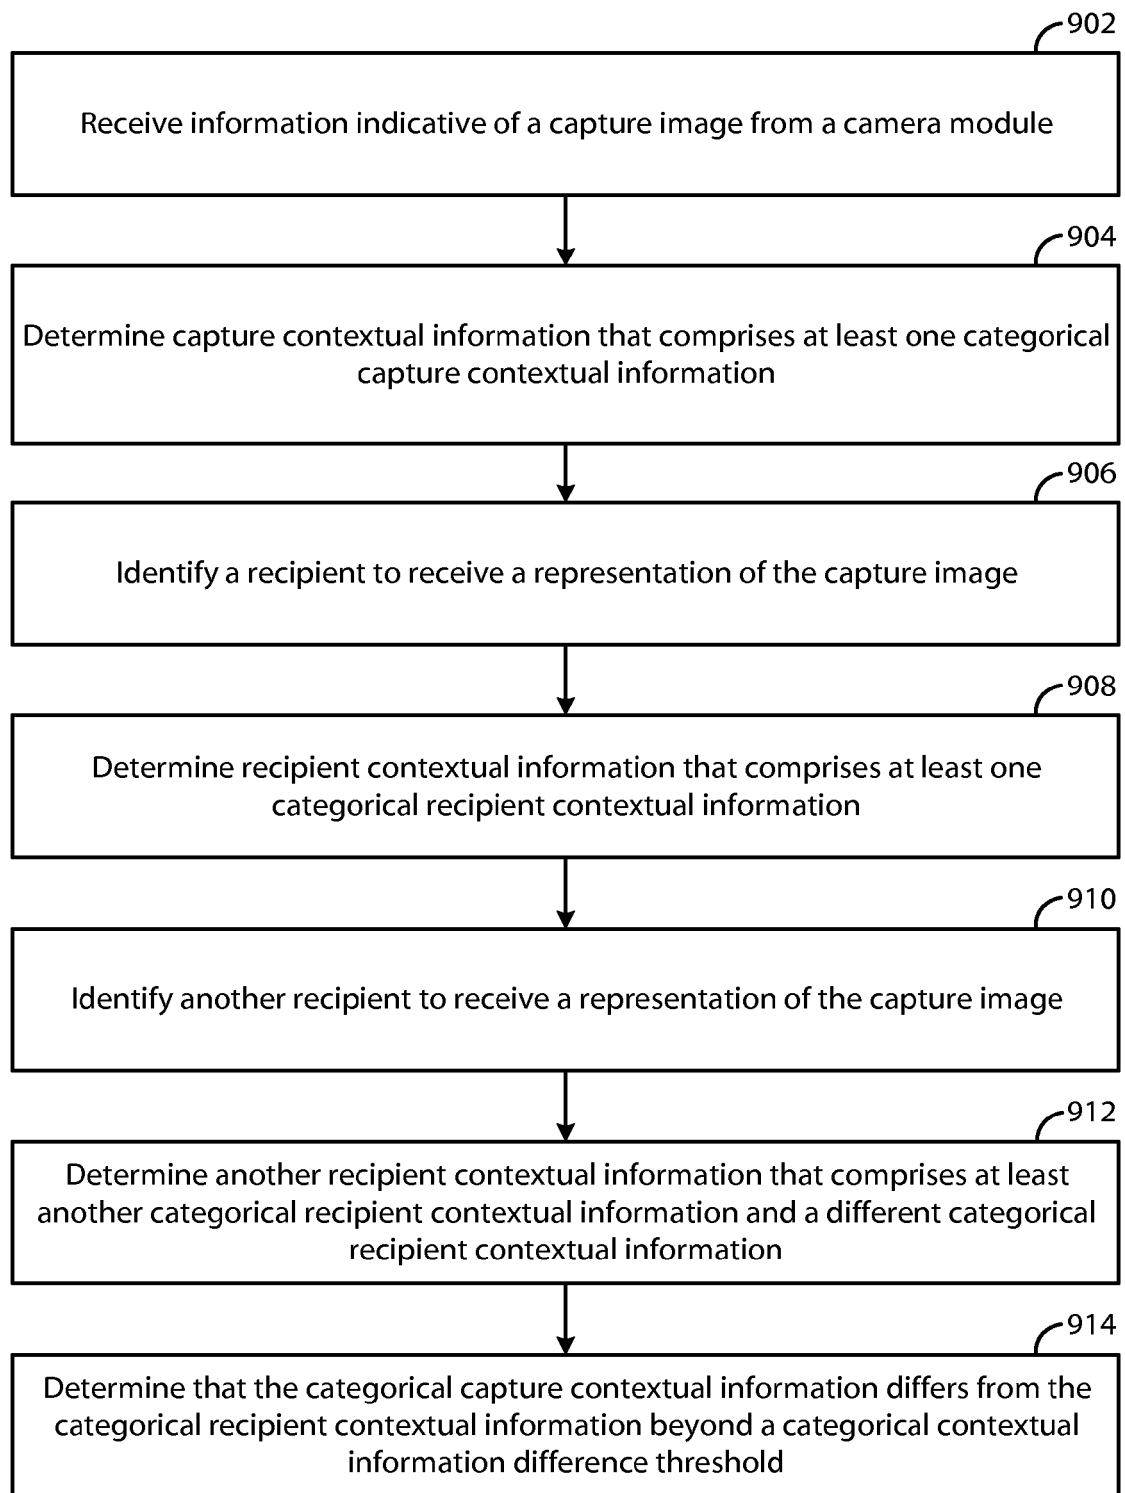 902
Receive information indicative of a capture image from a camera module
904
Determine capture contextual information that comprises at least one categorical
capture contextual information
906
Identify a recipient to receive a representation of the capture image
908
Determine recipient contextual information that comprises at least one
categorical recipient contextual information
910
Identify another recipient to receive a representation of the capture image
912
Determine another recipient contextual information that comprises at least
another categorical recipient contextual information and a different categorical
recipient contextual information
914
Determine that the categorical capture contextual information differs from the
categorical recipient contextual information beyond a categorical contextual
information difference threshold